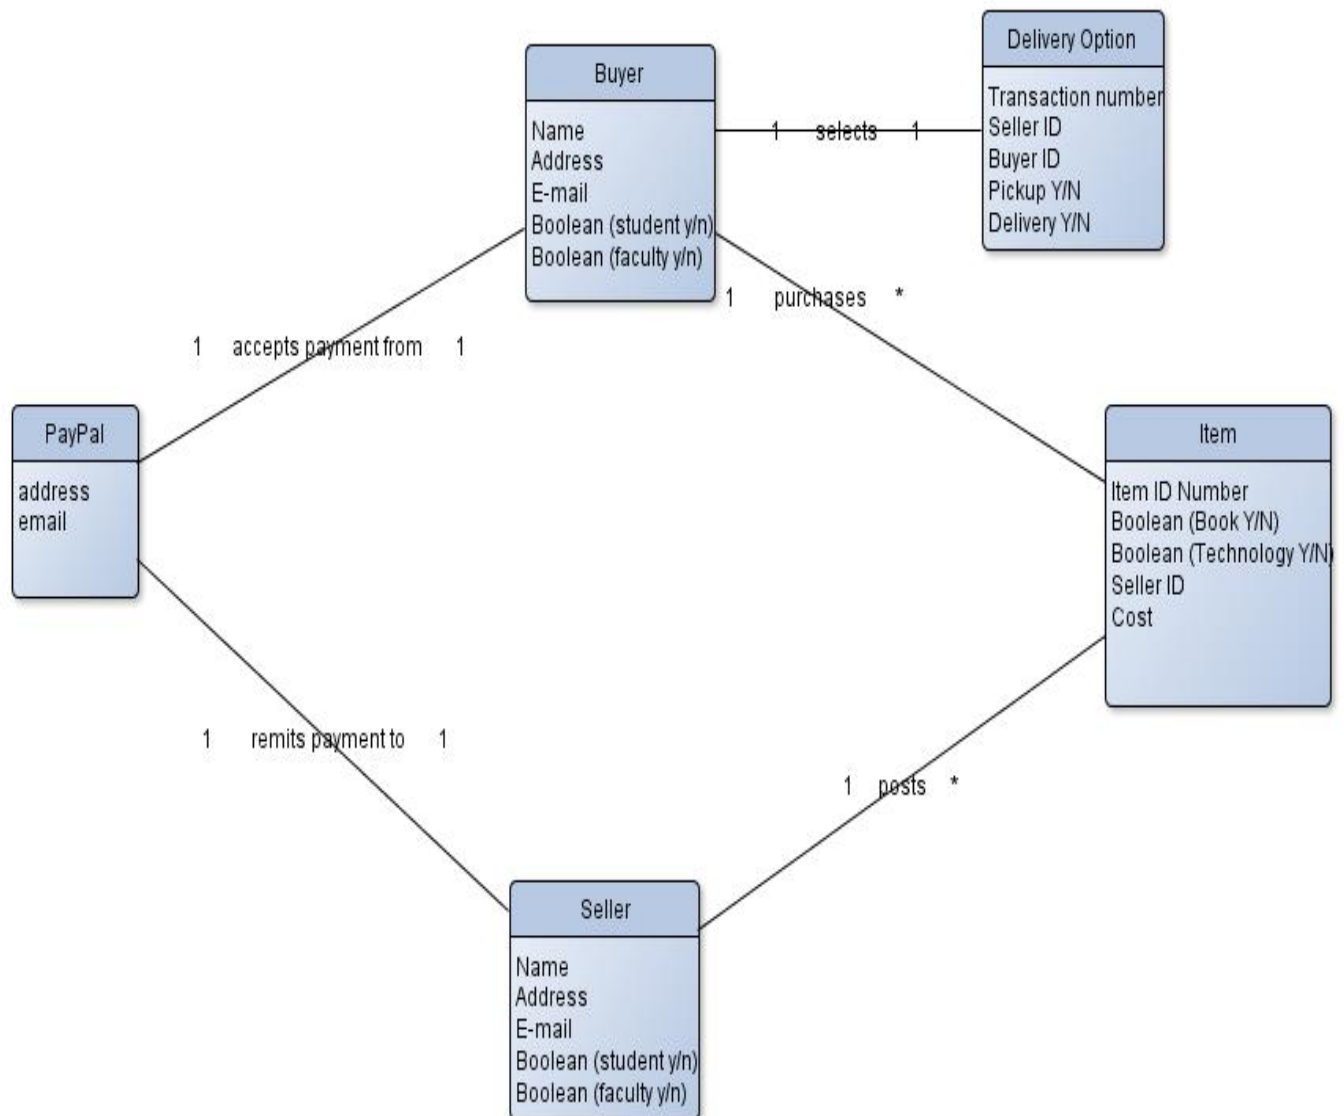 Delivery Option
Transaction number
Seller ID
Buyer ID
Pickup Y/N
Delivery Y/N
Buyer
Name
Address
E-mail
Boolean (student y/n)
Boolean (faculty y/n)
1 selects 1
1 purchases *
1 accepts payment from 1
PayPal
address
email
Item
Item ID Number
Boolean (Book Y/N)
Boolean (Technology Y/N)
Seller ID
Cost
1 remits payment to 1
1 posts *
Seller
Name
Address
E-mail
Boolean (student y/n)
Boolean (faculty y/n)